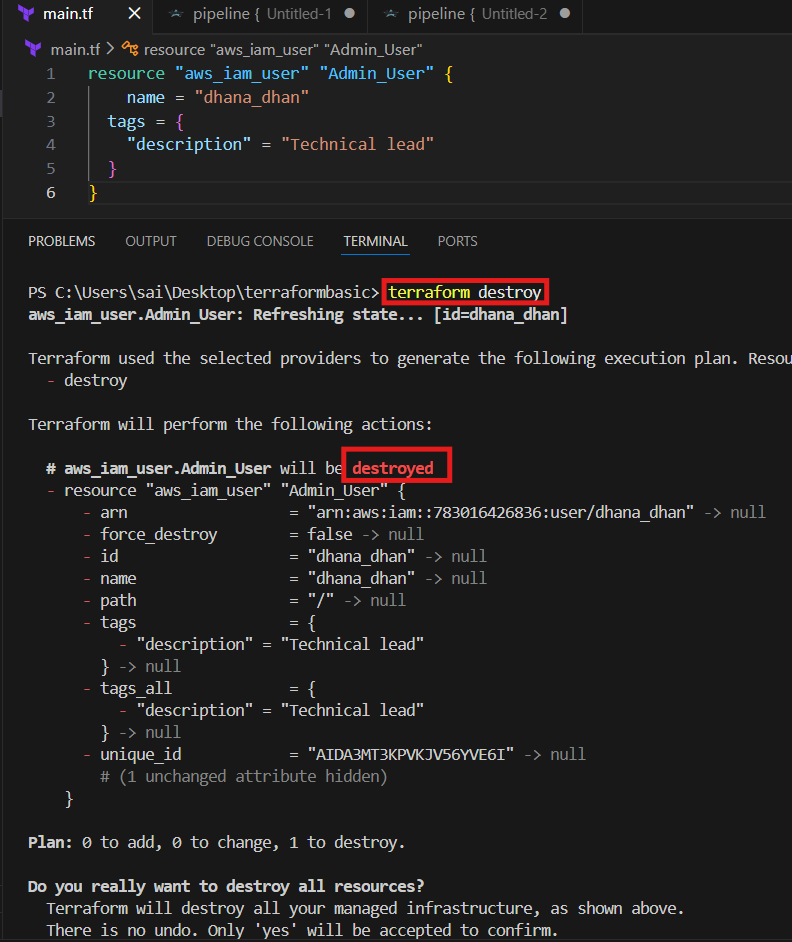 main.tf
pipeline { Untitled-1
pipeline { Untitled-2
main.tf > resource "aws_iam_user" "Admin_User"
1 resource "aws_iam_user" "Admin_User" {
2 name = "dhana_dhan"
3 tags = {
4 "description" = "Technical lead"
5 }
6 }
PROBLEMS OUTPUT DEBUG CONSOLE TERMINAL PORTS
PS C:\Users\sai\Desktop\terraformbasic> terraform destroy
aws_iam_user.Admin_User: Refreshing state... [id=dhana_dhan]
Terraform used the selected providers to generate the following execution plan. Resou
- destroy
Terraform will perform the following actions:
# aws_iam_user.Admin_User will be destroyed
- resource "aws_iam_user" "Admin_User" {
- arn = "arn:aws:iam::783016426836:user/dhana_dhan" -> null
- force_destroy = false -> null
- id = "dhana_dhan" -> null
- name = "dhana_dhan" -> null
- path = "/" -> null
- tags = {
- "description" = "Technical lead"
} -> null
- tags_all = {
- "description" = "Technical lead"
} -> null
- unique_id = "AIDA3MT3KPVKJV56YVE6I" -> null
# (1 unchanged attribute hidden)
}
Plan: 0 to add, 0 to change, 1 to destroy.
Do you really want to destroy all resources?
Terraform will destroy all your managed infrastructure, as shown above.
There is no undo. Only 'yes' will be accepted to confirm.